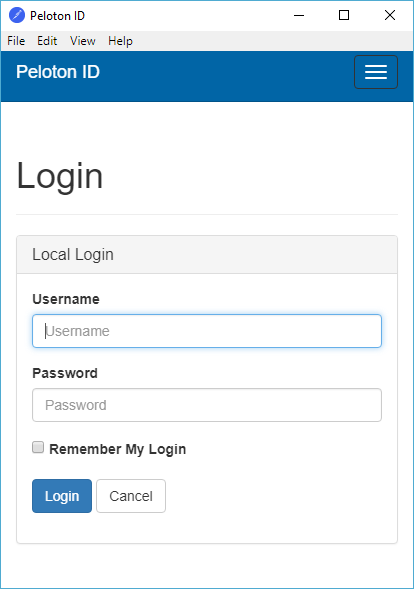 Peloton ID
File Edit View Help
Peloton ID
Login
Local Login
Username
Username
Password
Password
Remember My Login
Login Cancel